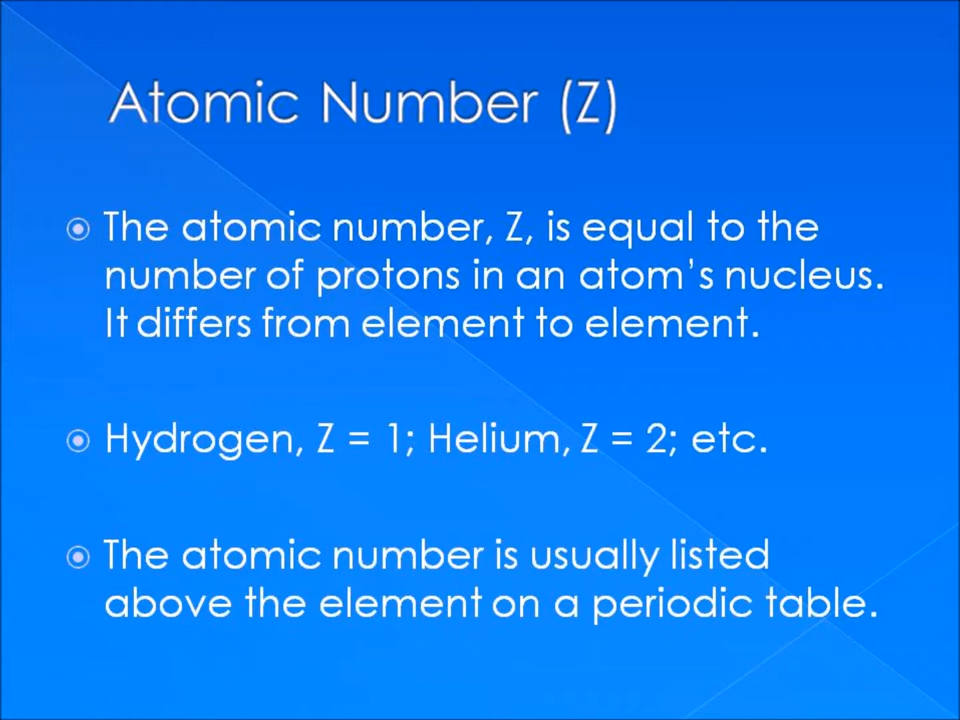 Atomic Number (Z)
The atomic number, Z, is equal to the
number of protons in an atom’s nucleus.
It differs from element to element.
Hydrogen, Z = 1; Helium, Z = 2; etc.
The atomic number is usually listed
above the element on a periodic table.